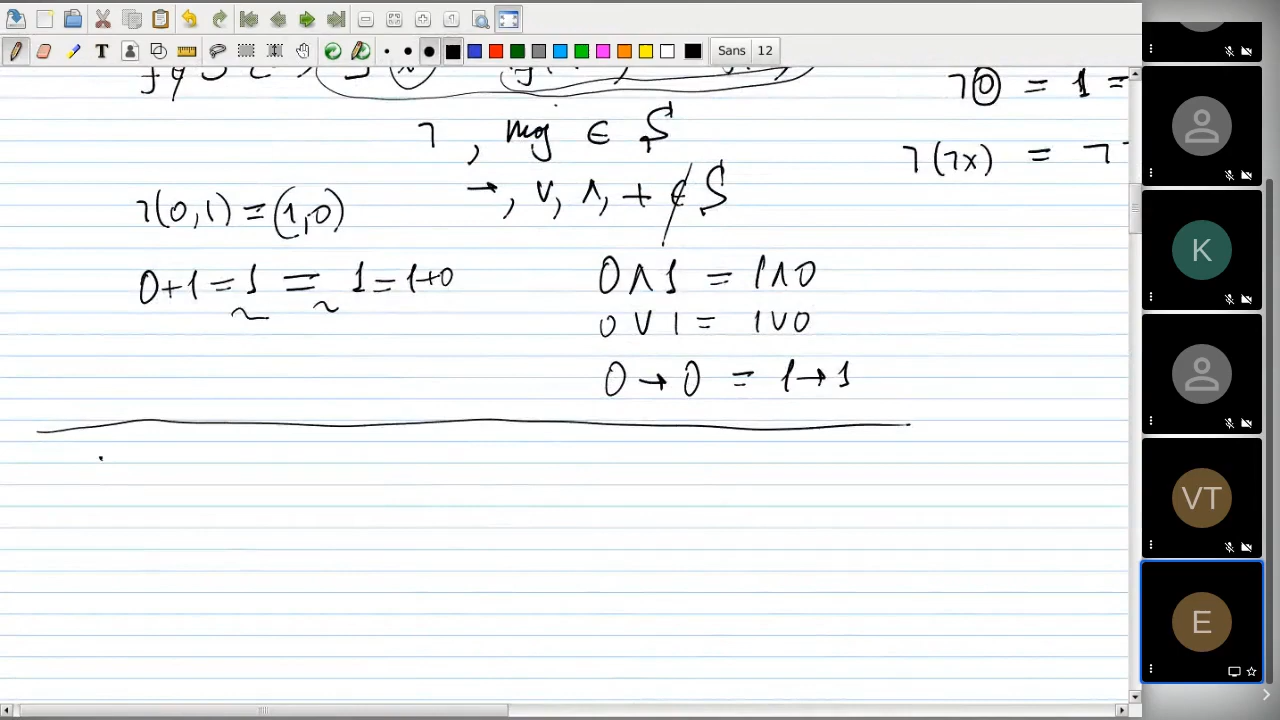 Sans 12
¬0 = 1 =
¬ , maj ∈ S
¬(¬x) = ¬
→, ∨, ∧, + ∉ S
¬(0,1) = (1,0)
0+1 = 1 = 1 = 1+0
0 ∧ 1 = 1 ∧ 0
0 ∨ 1 = 1 ∨ 0
0 → 0 = 1 → 1
K
VT
E